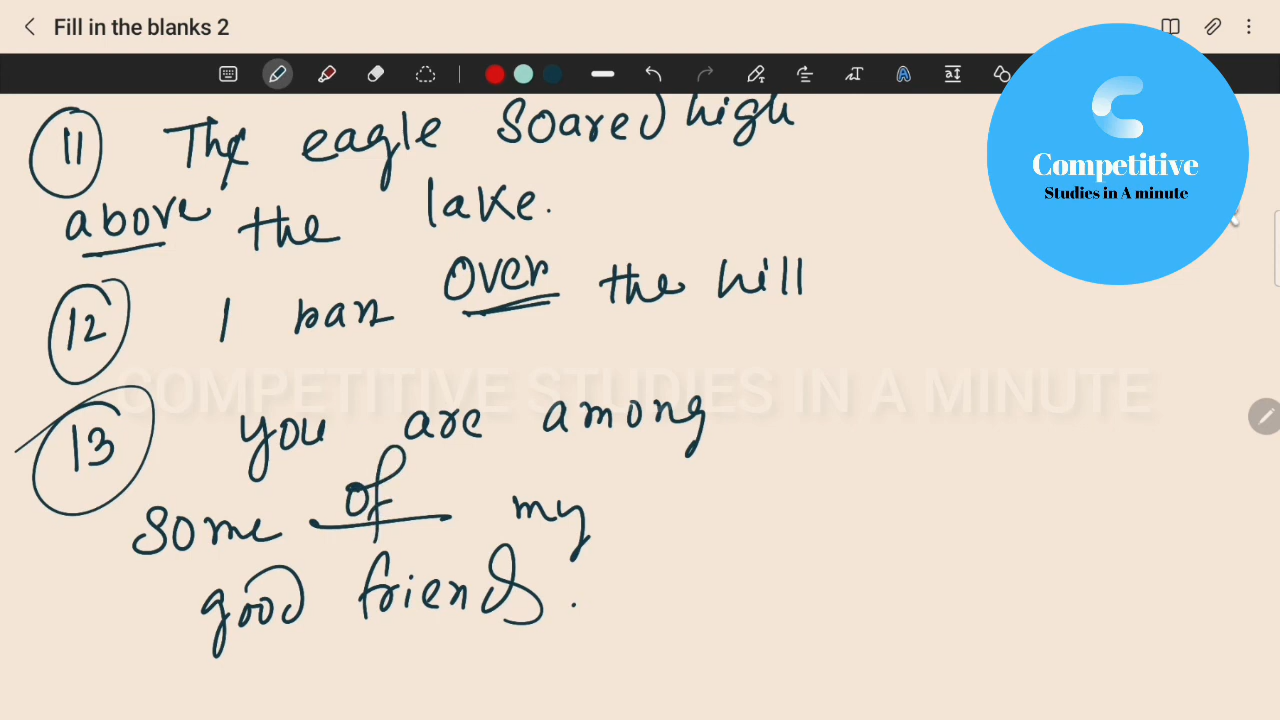 Fill in the blanks 2
Competitive
Studies in A minute
11 The eagle soared high
above the lake.
12 I ran over the hill
COMPETITIVE STUDIES IN A MINUTE
13 you are among
some of my
good friends.